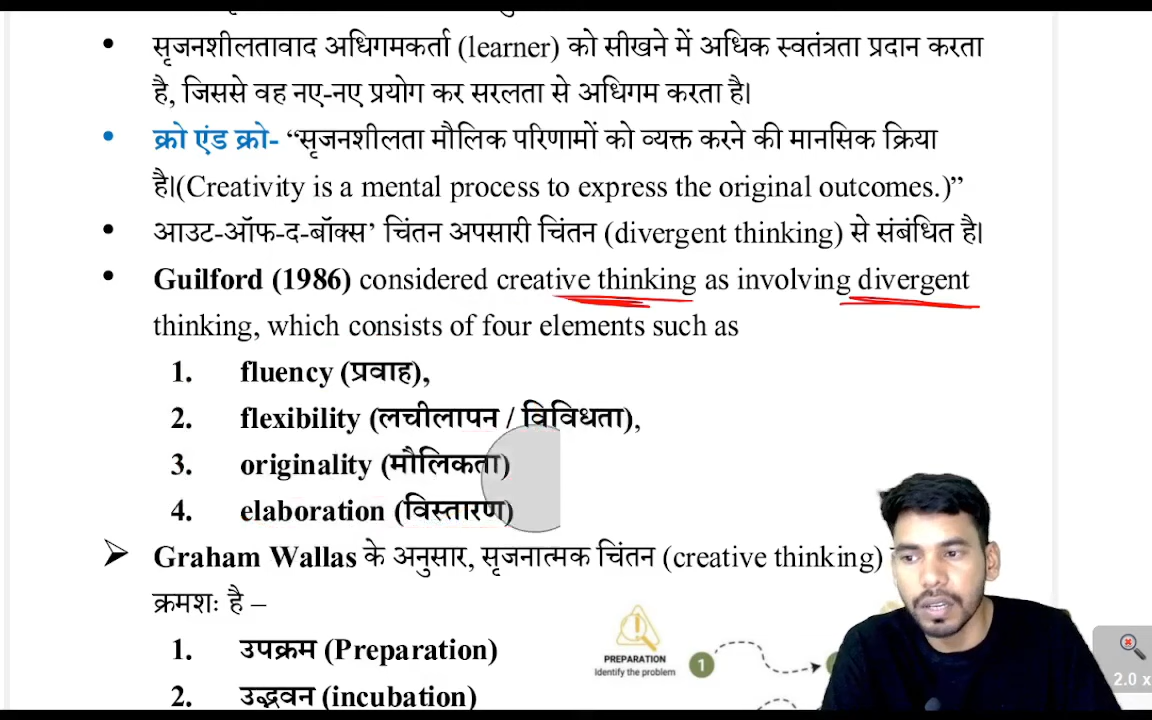 सृजनशीलतावाद अधिगमकर्ता (learner) को सीखने में अधिक स्वतंत्रता प्रदान करता
है, जिससे वह नए-नए प्रयोग कर सरलता से अधिगम करता है।
क्रो एंड क्रो- “सृजनशीलता मौलिक परिणामों को व्यक्त करने की मानसिक क्रिया
है।(Creativity is a mental process to express the original outcomes.)”
आउट-ऑफ-द-बॉक्स’ चिंतन अपसारी चिंतन (divergent thinking) से संबंधित है।
Guilford (1986) considered creative thinking as involving divergent
thinking, which consists of four elements such as
1. fluency (प्रवाह),
2. flexibility (लचीलापन / विविधता),
3. originality (मौलिकता)
4. elaboration (विस्तारण)
Graham Wallas के अनुसार, सृजनात्मक चिंतन (creative thinking)
क्रमशः है –
1. उपक्रम (Preparation)
PREPARATION
Identify the problem
1
2. उद्भवन (incubation)
2.0 x